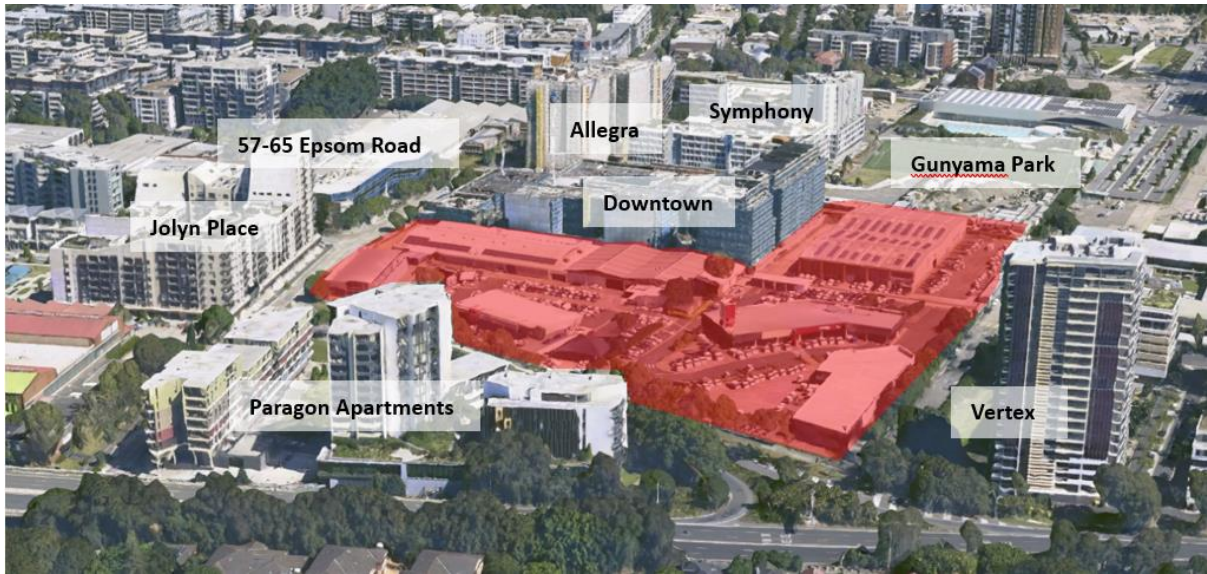 Symphony
Allegra
57-65 Epsom Road
Gunyama Park
Downtown
Jolyn Place
Paragon Apartments
Vertex